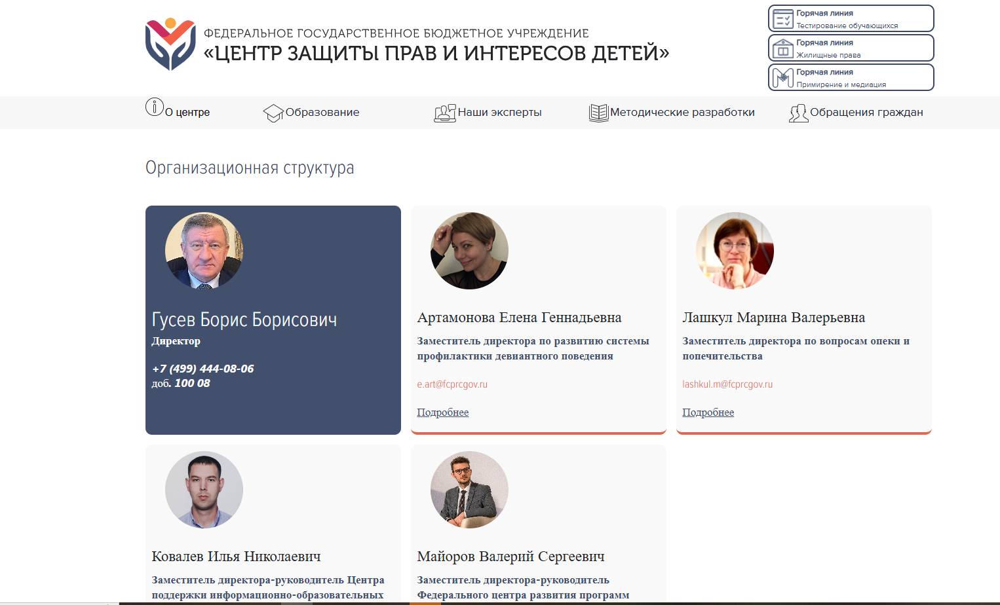 ФЕДЕРАЛЬНОЕ ГОСУДАРСТВЕННОЕ БЮДЖЕТНОЕ УЧРЕЖДЕНИЕ
«ЦЕНТР ЗАЩИТЫ ПРАВ И ИНТЕРЕСОВ ДЕТЕЙ»
Горячая линия
Тестирование обучающихся
Горячая линия
Жилищные права
Горячая линия
Примирение и медиация
О центре
Образование
Наши эксперты
Методические разработки
Обращения граждан
Организационная структура
Гусев Борис Борисович
Директор
+7 (499) 444-08-06
доб. 100 08
Артамонова Елена Геннадьевна
Заместитель директора по развитию системы
профилактики девиантного поведения
e.art@fcprcgov.ru
Подробнее
Лашкул Марина Валерьевна
Заместитель директора по вопросам опеки и
попечительства
lashkul.m@fcprcgov.ru
Подробнее
Ковалев Илья Николаевич
Заместитель директора-руководитель Центра
поддержки информационно-образовательных
Майоров Валерий Сергеевич
Заместитель директора-руководитель
Федерального центра развития программ